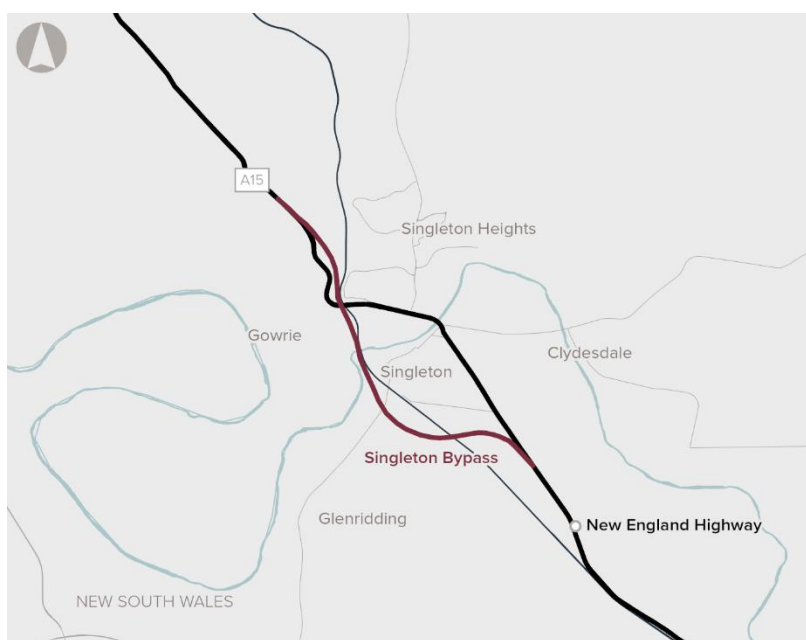 A15
Singleton Heights
Gowrie
Clydesdale
Singleton
Singleton Bypass
Glenridding
New England Highway
NEW SOUTH WALES